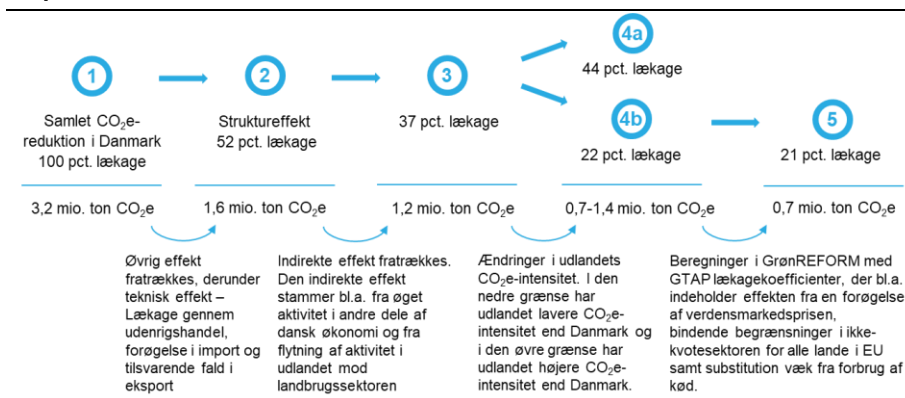 1
2
3
4a
44 pct. lækage
Samlet CO₂e-
reduktion i Danmark
100 pct. lækage
Struktureffekt
52 pct. lækage
37 pct. lækage
4b
22 pct. lækage
5
21 pct. lækage
3,2 mio. ton CO₂e
1,6 mio. ton CO₂e
1,2 mio. ton CO₂e
0,7-1,4 mio. ton CO₂e
0,7 mio. ton CO₂e
Øvrig effekt
fratrækkes, derunder
teknisk effekt –
Lækage gennem
udenrigshandel,
forøgelse i import og
tilsvarende fald i
eksport
Indirekte effekt fratrækkes.
Den indirekte effekt
stammer bl.a. fra øget
aktivitet i andre dele af
dansk økonomi og fra
flytning af aktivitet i
udlandet mod
landbrugssektoren
Ændringer i udlandets
CO₂e-intensitet. I den
nedre grænse har
udlandet lavere CO₂e-
intensitet end Danmark og
i den øvre grænse har
udlandet højere CO₂e-
intensitet end Danmark.
Beregninger i GrønREFORM med
GTAP lækagekoefficienter, der bl.a.
indeholder effekten fra en forøgelse
af verdensmarkedsprisen,
bindende begrænsninger i ikke-
kvotesektoren for alle lande i EU
samt substitution væk fra forbrug af
kød.